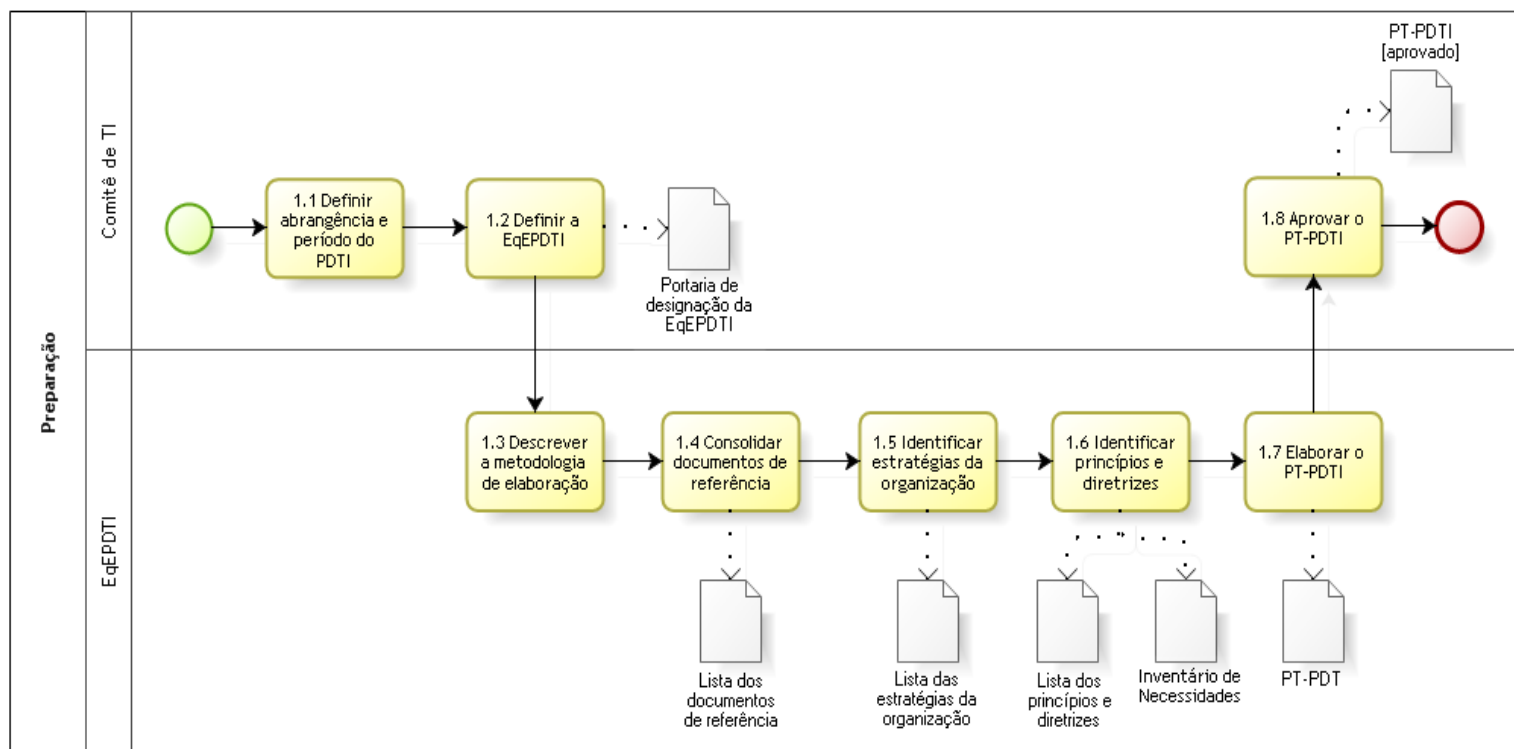 Preparação
Comitê de TI
1.1 Definir
abrangência e
período do
PDTI
1.2 Definir a
EqEPDTI
Portaria de
designação da
EqEPDTI
1.8 Aprovar o
PT-PDTI
PT-PDTI
[aprovado]
EqEPDTI
1.3 Descrever
a metodologia
de elaboração
1.4 Consolidar
documentos de
referência
1.5 Identificar
estratégias da
organização
1.6 Identificar
princípios e
diretrizes
1.7 Elaborar o
PT-PDTI
Lista dos
documentos
de referência
Lista das
estratégias da
organização
Lista dos
princípios e
diretrizes
Inventário de
Necessidades
PT-PDT